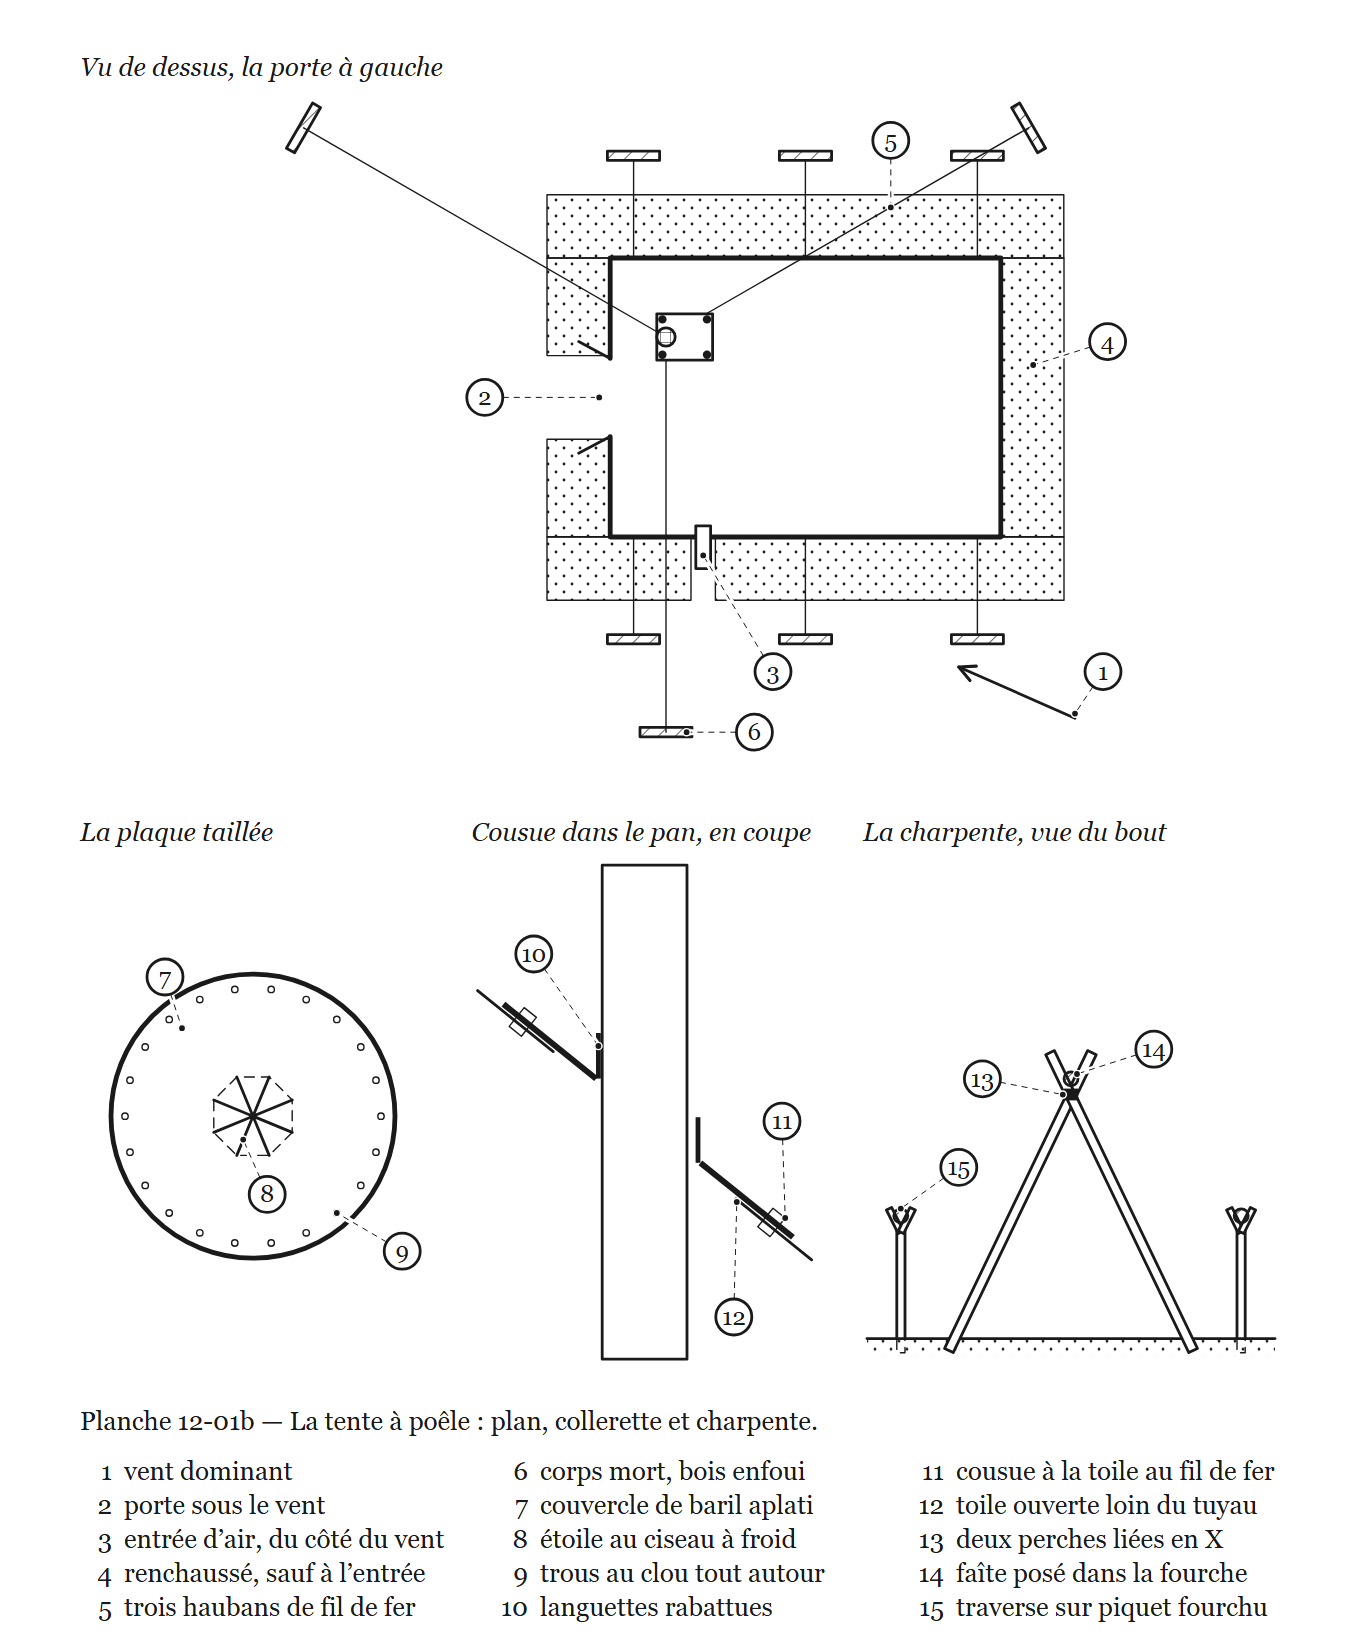 Vu de dessus, la porte à gauche
5
4
2
3
1
6
La plaque taillée
Cousue dans le pan, en coupe
La charpente, vue du bout
10
7
14
13
11
15
8
9
12
Planche 12-01b — La tente à poêle : plan, collerette et charpente.
1 vent dominant
2 porte sous le vent
3 entrée d’air, du côté du vent
4 renchaussé, sauf à l’entrée
5 trois haubans de fil de fer
6 corps mort, bois enfoui
7 couvercle de baril aplati
8 étoile au ciseau à froid
9 trous au clou tout autour
10 languettes rabattues
11 cousue à la toile au fil de fer
12 toile ouverte loin du tuyau
13 deux perches liées en X
14 faîte posé dans la fourche
15 traverse sur piquet fourchu